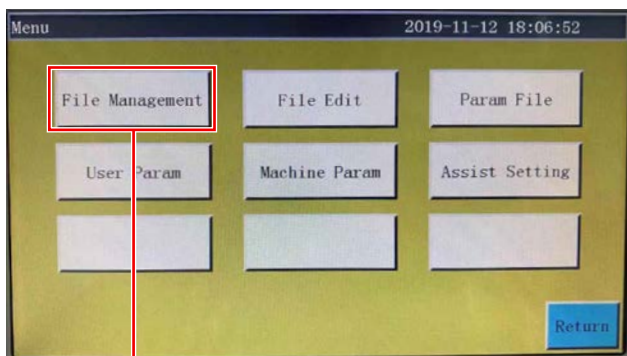 Menu 2019-11-12 18:06:52
File Management File Edit Param File
User Param Machine Param Assist Setting
Return